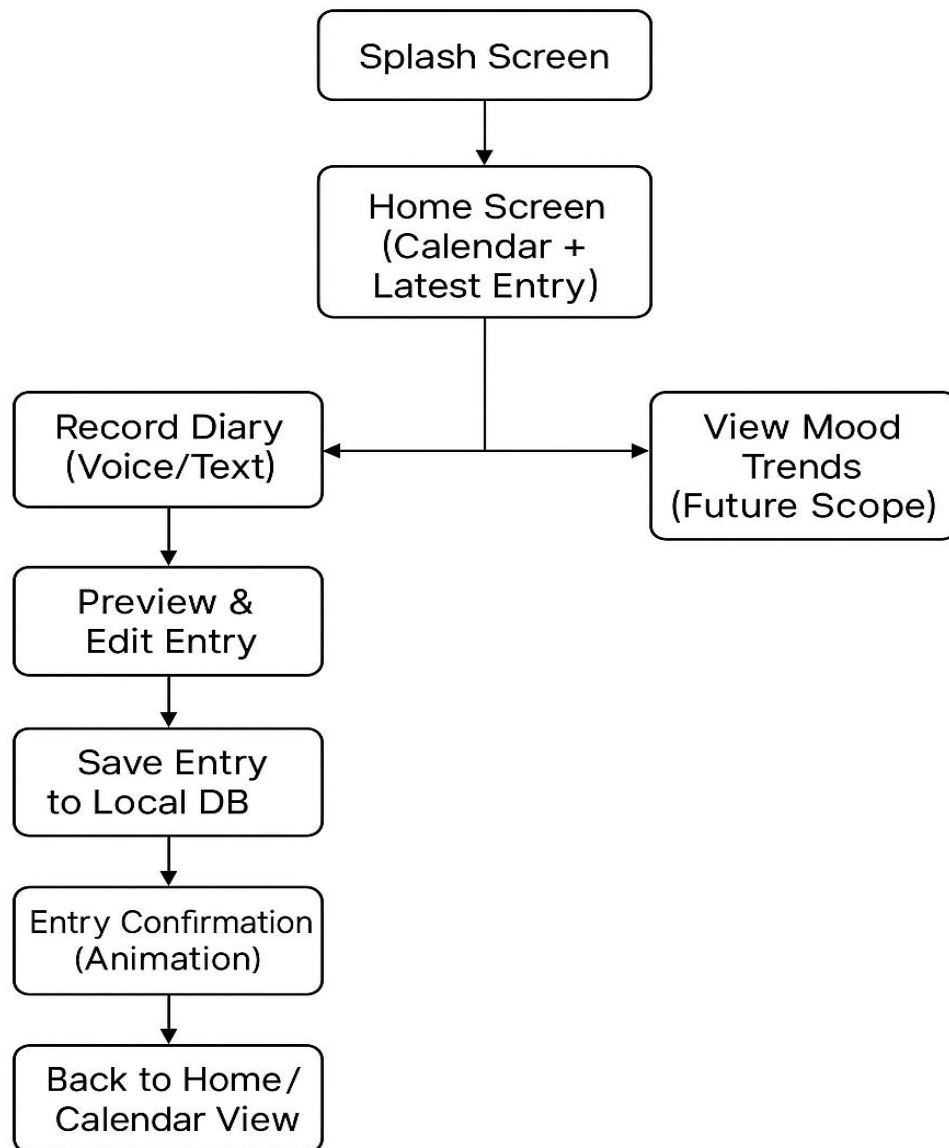 Splash Screen
Home Screen
(Calendar +
Latest Entry)
Record Diary
(Voice/Text)
View Mood
Trends
(Future Scope)
Preview &
Edit Entry
Save Entry
to Local DB
Entry Confirmation
(Animation)
Back to Home/
Calendar View